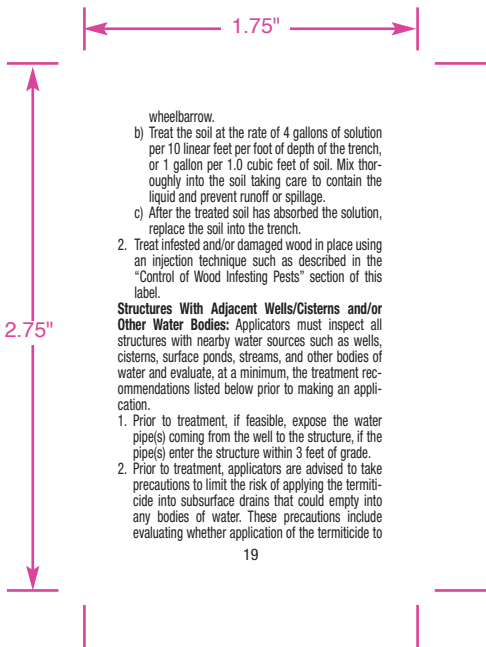 1.75"
2.75"
wheelbarrow.
b) Treat the soil at the rate of 4 gallons of solution
per 10 linear feet per foot of depth of the trench,
or 1 gallon per 1.0 cubic feet of soil. Mix thor-
oughly into the soil taking care to contain the
liquid and prevent runoff or spillage.
c) After the treated soil has absorbed the solution,
replace the soil into the trench.
2. Treat infested and/or damaged wood in place using
an injection technique such as described in the
“Control of Wood Infesting Pests” section of this
label.
Structures With Adjacent Wells/Cisterns and/or
Other Water Bodies: Applicators must inspect all
structures with nearby water sources such as wells,
cisterns, surface ponds, streams, and other bodies of
water and evaluate, at a minimum, the treatment rec-
ommendations listed below prior to making an appli-
cation.
1. Prior to treatment, if feasible, expose the water
pipe(s) coming from the well to the structure, if the
pipe(s) enter the structure within 3 feet of grade.
2. Prior to treatment, applicators are advised to take
precautions to limit the risk of applying the termiti-
cide into subsurface drains that could empty into
any bodies of water. These precautions include
evaluating whether application of the termiticide to
19